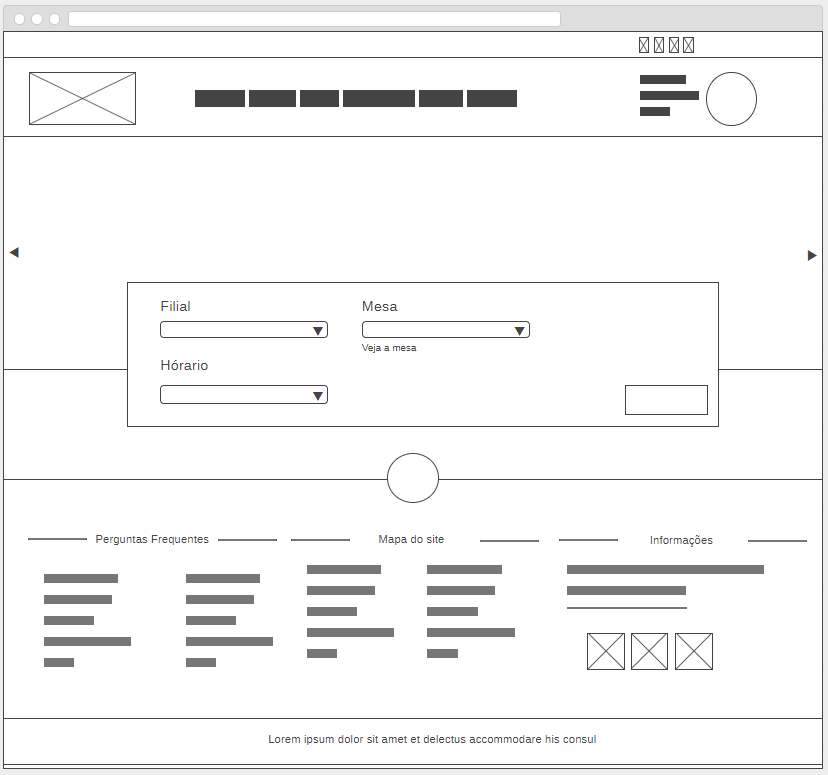 Filial
Mesa
Veja a mesa
Hórario
Perguntas Frequentes
Mapa do site
Informações
Lorem ipsum dolor sit amet et delectus accommodare his consul